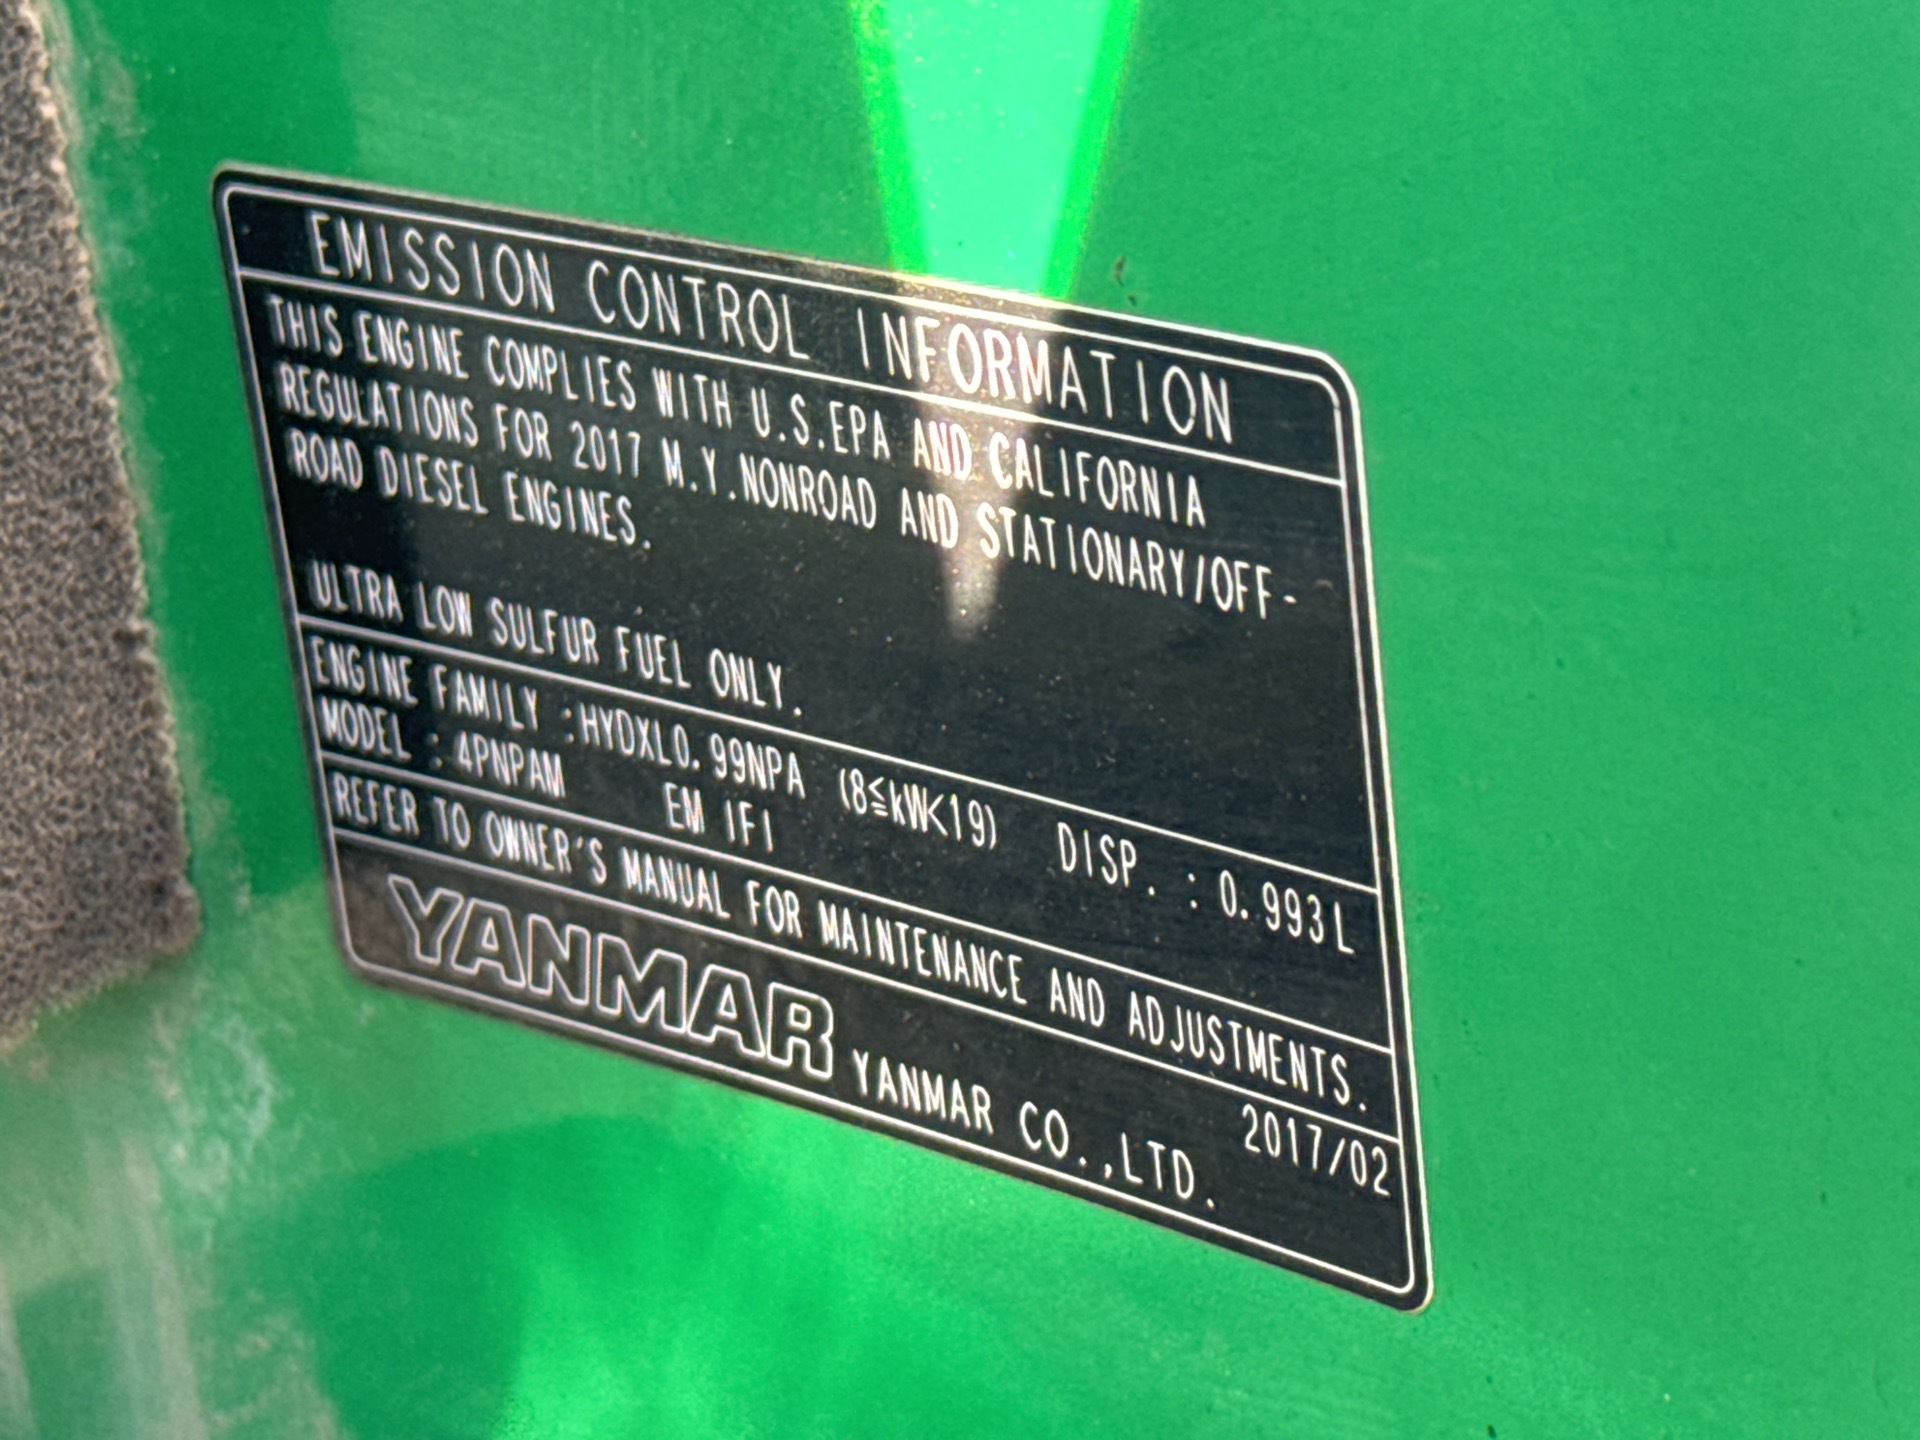 EMISSION CONTROL INFORMATION
THIS ENGINE COMPLIES WITH U.S.EPA AND CALIFORNIA
REGULATIONS FOR 2017 M.Y.NONROAD AND STATIONARY/OFF-
ROAD DIESEL ENGINES.
ULTRA LOW SULFUR FUEL ONLY.
ENGINE FAMILY :HYDXL0.99NPA (8≦kW<19) DISP. : 0.993L
MODEL : 4PNPAM EM IFI
REFER TO OWNER'S MANUAL FOR MAINTENANCE AND ADJUSTMENTS.
2017/02
YANMAR YANMAR CO.,LTD.